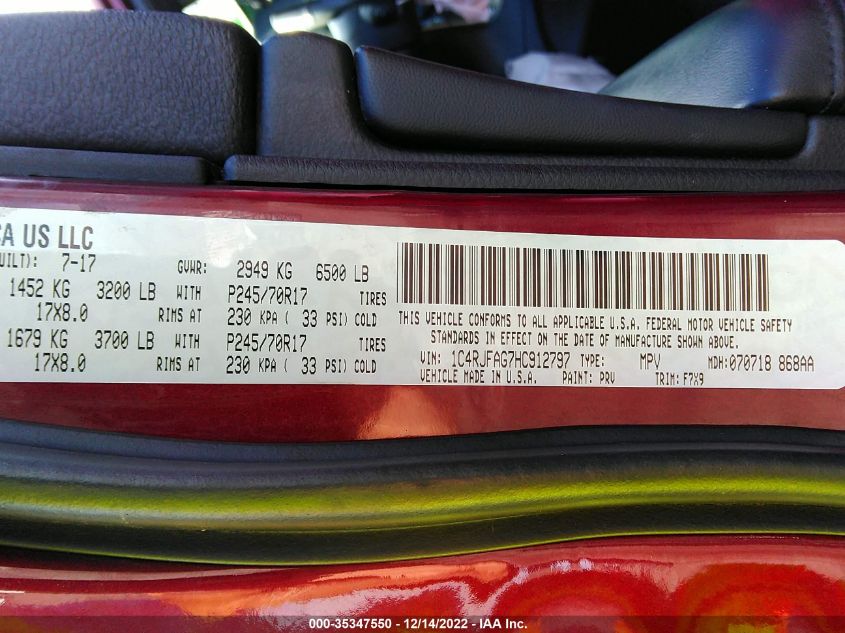 CA US LLC
UILT): 7-17 GVWR: 2949 KG 6500 LB
1452 KG 3200 LB WITH P245/70R17 TIRES
17X8.0 RIMS AT 230 KPA ( 33 PSI) COLD
1679 KG 3700 LB WITH P245/70R17 TIRES
17X8.0 RIMS AT 230 KPA ( 33 PSI) COLD
THIS VEHICLE CONFORMS TO ALL APPLICABLE U.S.A. FEDERAL MOTOR VEHICLE SAFETY
STANDARDS IN EFFECT ON THE DATE OF MANUFACTURE SHOWN ABOVE.
VIN: 1C4RJFAG7HC912797 TYPE: MPV MDH:070718 868AA
VEHICLE MADE IN U.S.A. PAINT: PRV TRIM: F7X9
000-35347550 - 12/14/2022 - IAA Inc.